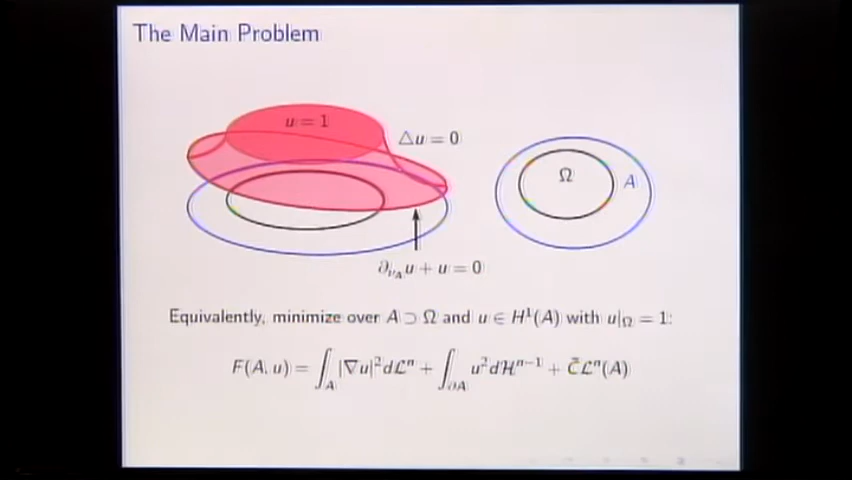 The Main Problem
u = 1
△u = 0
Ω
A
∂_{ν_A} u + u = 0
Equivalently, minimize over A ⊃ Ω and u ∈ H¹(A) with u|_Ω = 1:
F(A, u) = ∫_A |∇u|² dℒⁿ + ∫_{∂A} u² dℋⁿ⁻¹ + C̄ℒⁿ(A)